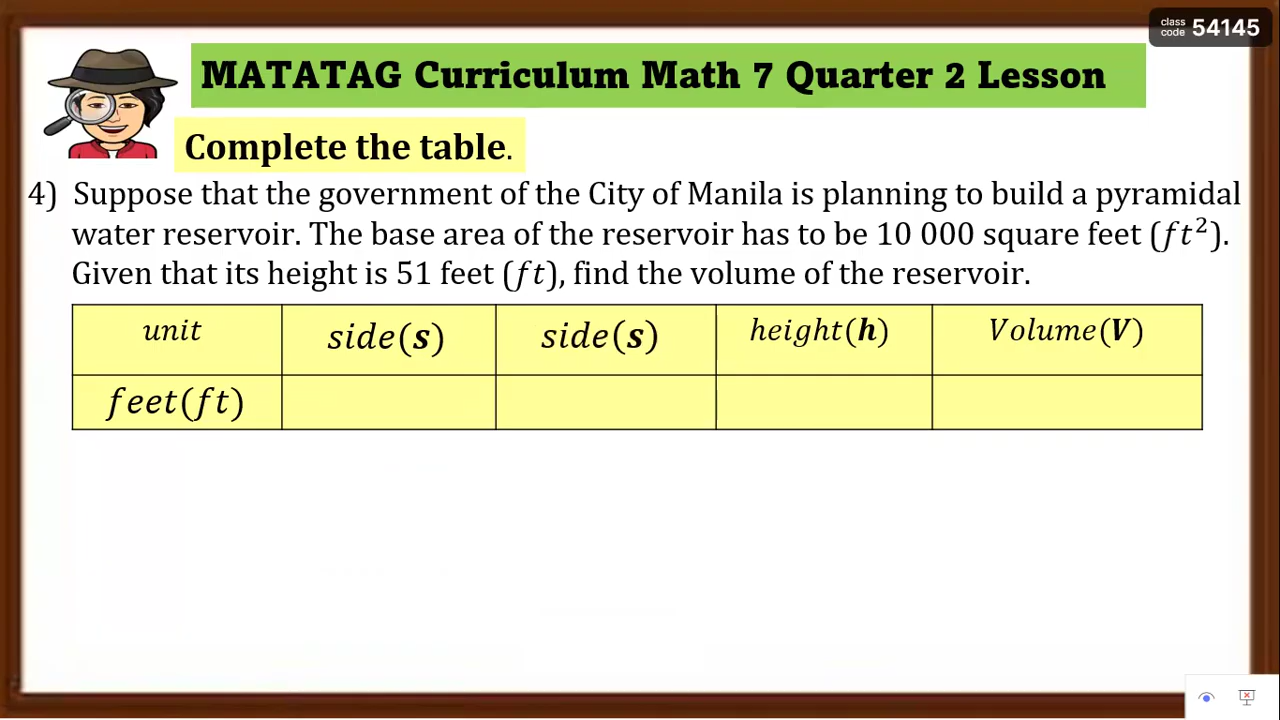 class code 54145
MATATAG Curriculum Math 7 Quarter 2 Lesson
Complete the table.
4) Suppose that the government of the City of Manila is planning to build a pyramidal
water reservoir. The base area of the reservoir has to be 10 000 square feet (ft²).
Given that its height is 51 feet (ft), find the volume of the reservoir.
unit side(s) side(s) height(h) Volume(V)
feet(ft)